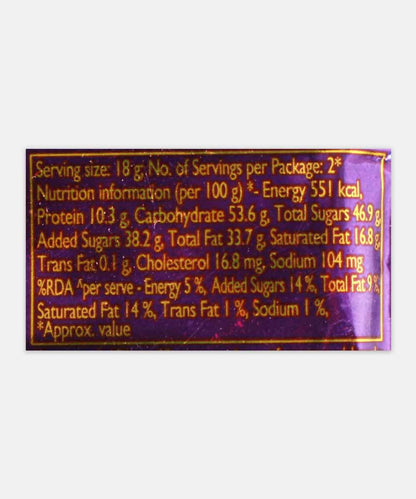 Serving size: 18 g, No. of Servings per Package: 2*
Nutrition information (per 100 g) *- Energy 551 kcal,
Protein 10.3 g, Carbohydrate 53.6 g, Total Sugars 46.9 g,
Added Sugars 38.2 g, Total Fat 33.7 g, Saturated Fat 16.8 g,
Trans Fat 0.1 g, Cholesterol 16.8 mg, Sodium 104 mg
%RDA ^per serve - Energy 5 %, Added Sugars 14 %, Total Fat 9 %,
Saturated Fat 14 %, Trans Fat 1 %, Sodium 1 %,
*Approx. value